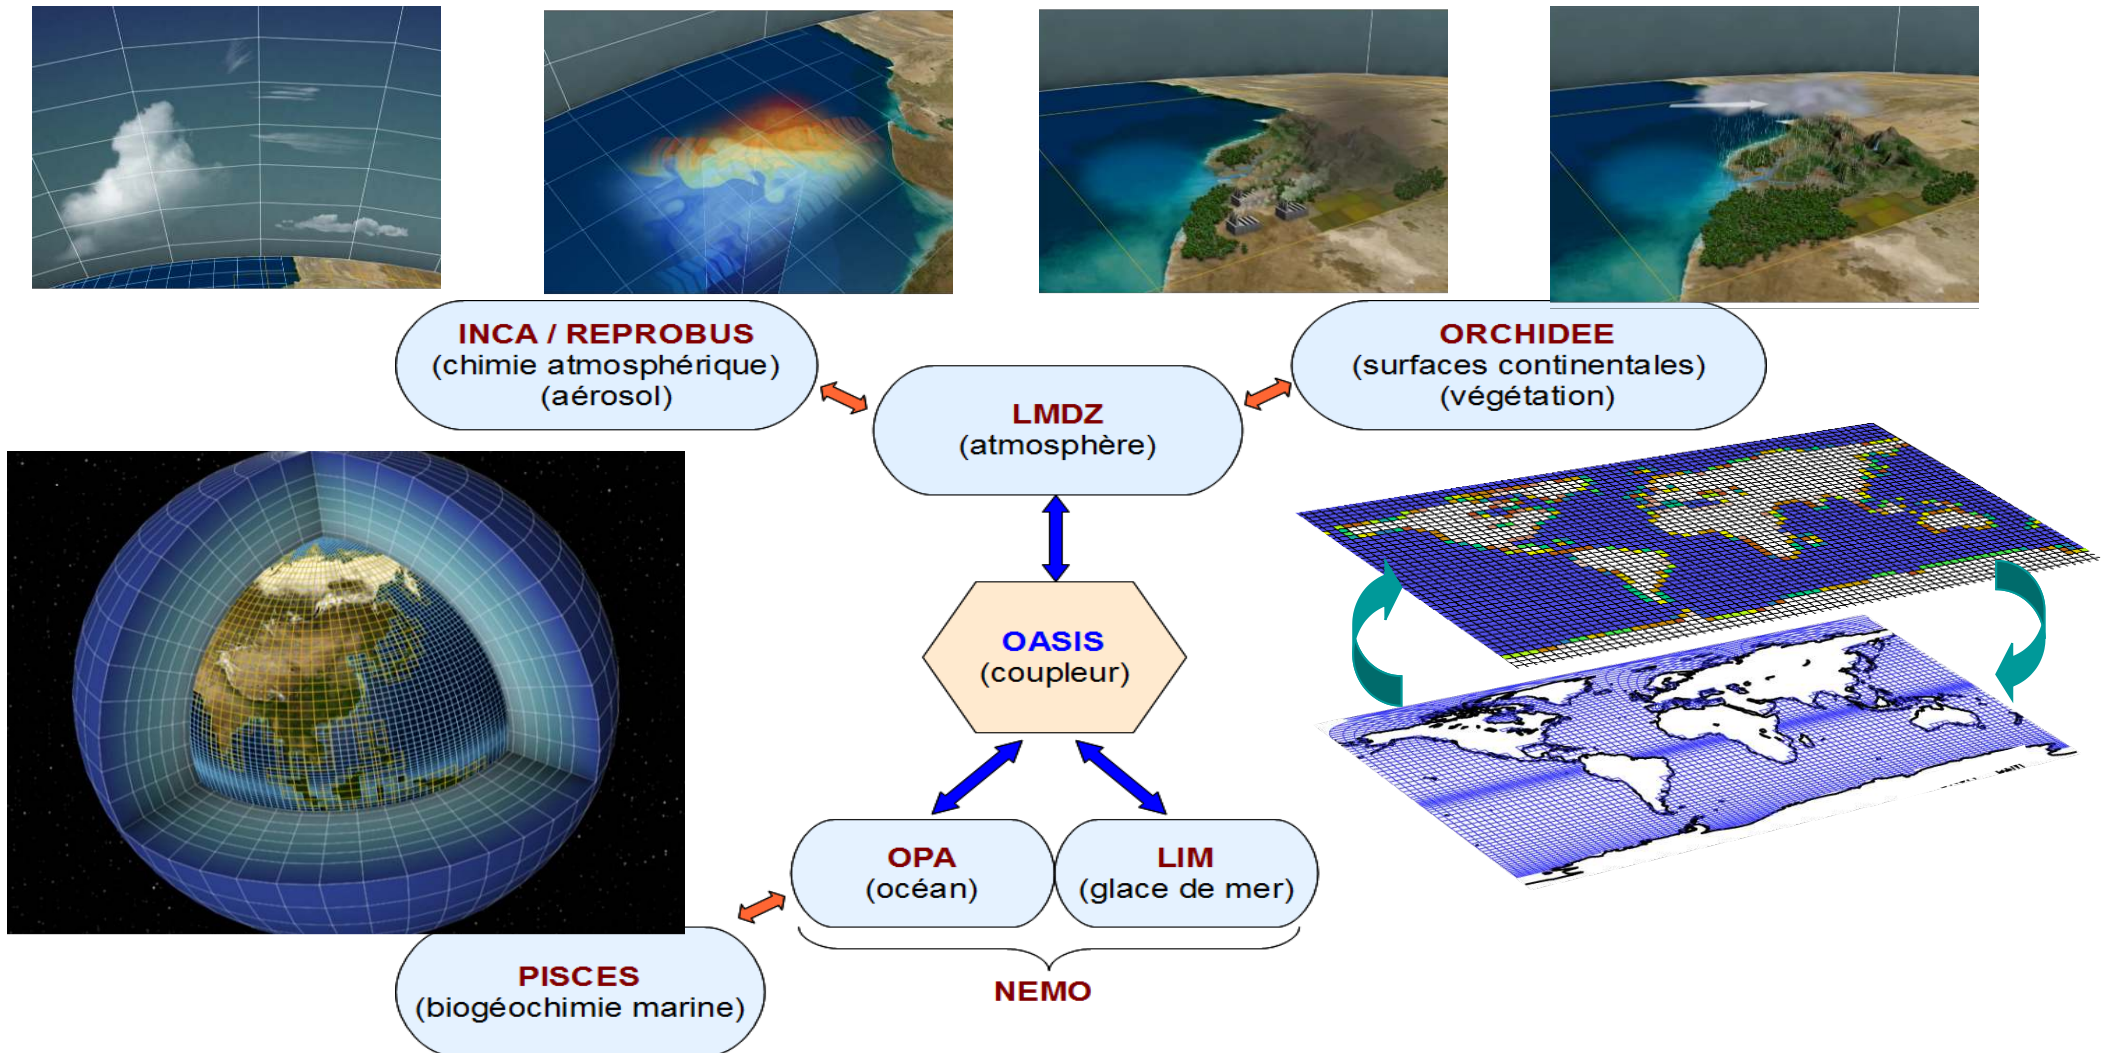 INCA / REPROBUS
(chimie atmosphérique)
(aérosol)
ORCHIDEE
(surfaces continentales)
(végétation)
LMDZ
(atmosphère)
OASIS
(coupleur)
OPA
(océan)
LIM
(glace de mer)
NEMO
PISCES
(biogéochimie marine)